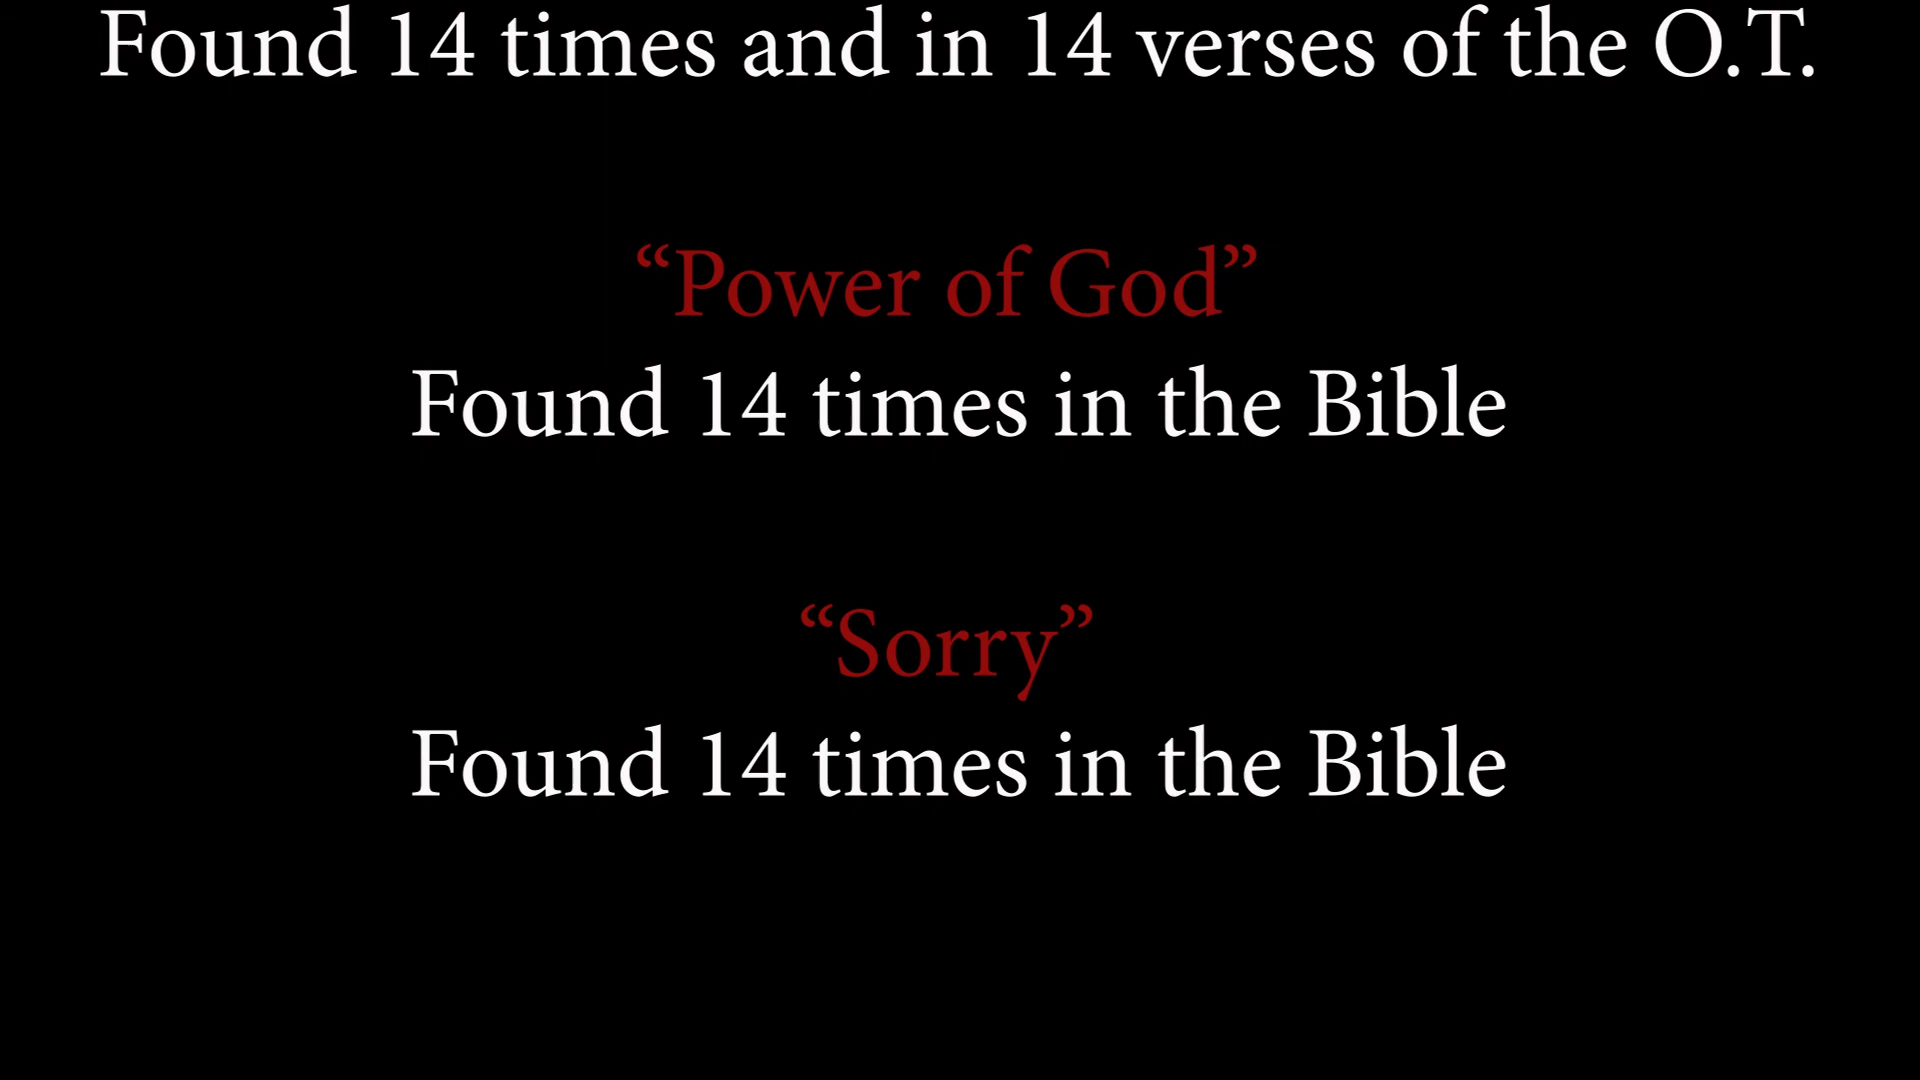 Found 14 times and in 14 verses of the O.T.
“Power of God”
Found 14 times in the Bible
“Sorry”
Found 14 times in the Bible